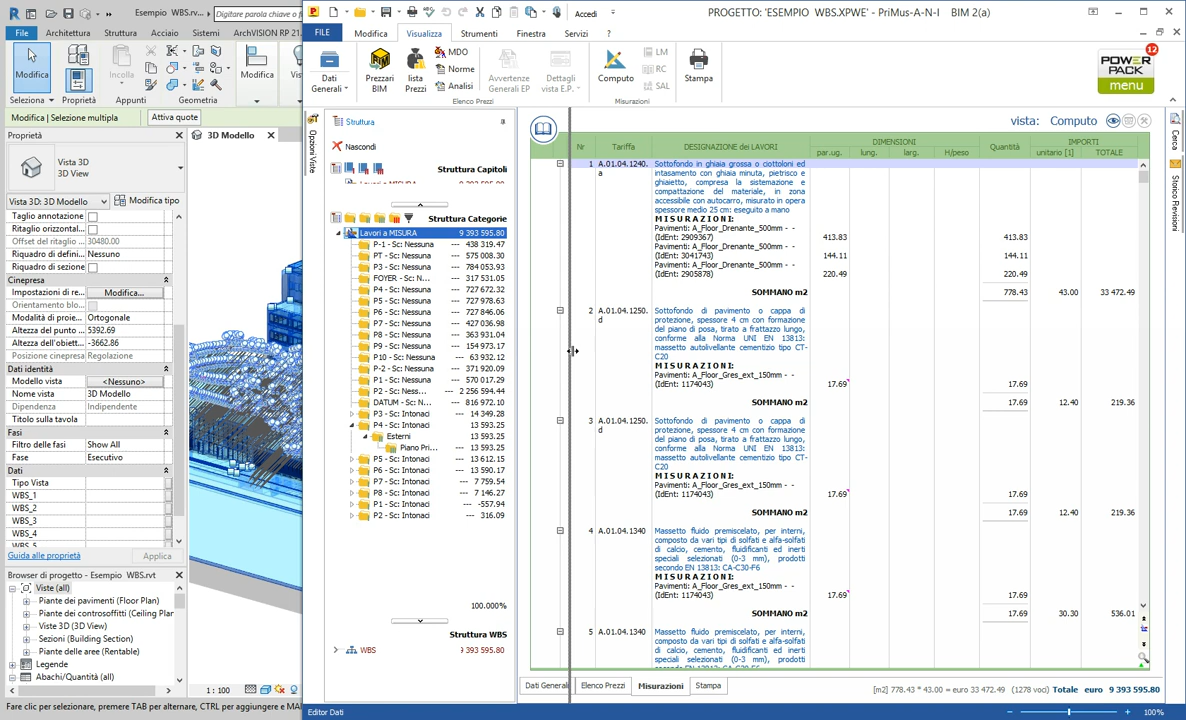 Esempio WBS.rv...
Digitare parola chiave o f
File
Architettura
Struttura
Acciaio
Sistemi
ArchVISION RP 21
Modifica
Incolla
Modifica
Seleziona
Proprietà
Appunti
Geometria
Modifica | Selezione multipla
Attiva quote
Proprietà
3D Modello
Vista 3D
3D View
Vista 3D: 3D Modello
Modifica tipo
Taglio annotazione
Ritaglio orizzontal...
Offset del ritaglio ... 30480.00
Riquadro di defini... Nessuno
Riquadro di sezione
Cinepresa
Impostazioni di re... Modifica...
Orientamento blo...
Modalità di proie... Ortogonale
Altezza del punto ... 5392.69
Altezza dell'obiett... -3662.86
Posizione cinepresa Regolazione
Dati identità
Modello vista <Nessuno>
Nome vista 3D Modello
Dipendenza Indipendente
Titolo sulla tavola
Fasi
Filtro delle fasi Show All
Fase Esecutivo
Dati
Tipo Vista
WBS_1
WBS_2
WBS_3
WBS_4
WBS_5
Guida alle proprietà
Applica
Browser di progetto - Esempio WBS.rvt
Viste (all)
Piante dei pavimenti (Floor Plan)
Piante dei controsoffitti (Ceiling Plan
Viste 3D (3D View)
Sezioni (Building Section)
Piante delle aree (Rentable)
Legende
Abachi/Quantità (all)
1 : 100
Fare clic per selezionare, premere TAB per alternare, CTRL per aggiungere e MA
Accedi
PROGETTO: 'ESEMPIO WBS.XPWE' - PriMus-A-N-I BIM 2(a)
FILE
Modifica
Visualizza
Strumenti
Finestra
Servizi
?
Dati Generali
Prezzari BIM
lista Prezzi
MDO
Norme
Analisi
Avvertenze Generali EP
Dettagli vista E.P.
Elenco Prezzi
Computo
LM
RC
SAL
Misurazioni
Stampa
POWER PACK menu
12
Opzioni Viste
Struttura
Nascondi
Struttura Capitoli
Lavori a MISURA 9 393 595.80
Struttura Categorie
Lavori a MISURA 9 393 595.80
P-1 - Sc: Nessuna --- 438 319.47
PT - Sc: Nessuna --- 575 008.30
P3 - Sc: Nessuna --- 784 053.93
FOYER - Sc: N... --- 317 531.05
P4 - Sc: Nessuna --- 727 672.32
P5 - Sc: Nessuna --- 727 978.63
P6 - Sc: Nessuna --- 727 846.06
P7 - Sc: Nessuna --- 427 036.98
P8 - Sc: Nessuna --- 363 931.04
P9 - Sc: Nessuna --- 154 973.17
P10 - Sc: Nessuna --- 63 932.12
P-2 - Sc: Nessuna --- 371 920.09
P1 - Sc: Nessuna --- 570 017.29
P2 - Sc: Ness... --- 2 256 594.44
DATUM - Sc: N... --- 816 972.10
P3 - Sc: Intonaci --- 14 349.28
P4 - Sc: Intonaci 13 593.25
Esterni 13 593.25
Piano Pri... 13 593.25
P5 - Sc: Intonaci --- 13 612.15
P6 - Sc: Intonaci --- 13 590.17
P7 - Sc: Intonaci --- 7 759.54
P8 - Sc: Intonaci --- 7 146.27
P1 - Sc: Intonaci --- -557.94
P2 - Sc: Intonaci --- 316.09
100.000%
Struttura WBS
WBS 9 393 595.80
vista: Computo
Nr
Tariffa
DESIGNAZIONE dei LAVORI
DIMENSIONI
par.ug.
lung.
larg.
H/peso
Quantità
IMPORTI
unitario [1]
TOTALE
1 A.01.04.1240.a
Sottofondo in ghiaia grossa o ciottoloni ed
intasamento con ghiaia minuta, pietrisco e
ghiaietto, compresa la sistemazione e
compattazione del materiale, in zona
accessibile con autocarro, misurato in opera
spessore medio 25 cm: eseguito a mano
MISURAZIONI:
Pavimenti: A_Floor_Drenante_500mm - -
(IdEnt: 2909367) 413.83 413.83
Pavimenti: A_Floor_Drenante_500mm - -
(IdEnt: 3041743) 144.11 144.11
Pavimenti: A_Floor_Drenante_500mm - -
(IdEnt: 2905878) 220.49 220.49
SOMMANO m2 778.43 43.00 33 472.49
2 A.01.04.1250.d
Sottofondo di pavimento o cappa di
protezione, spessore 4 cm con formazione
del piano di posa, tirato a frattazzo lungo,
conforme alla Norma UNI EN 13813:
massetto autolivellante cementizio tipo CT-
C20
MISURAZIONI:
Pavimenti: A_Floor_Gres_ext_150mm - -
(IdEnt: 1174043) 17.69 17.69
SOMMANO m2 17.69 12.40 219.36
3 A.01.04.1250.d
Sottofondo di pavimento o cappa di
protezione, spessore 4 cm con formazione
del piano di posa, tirato a frattazzo lungo,
conforme alla Norma UNI EN 13813:
massetto autolivellante cementizio tipo CT-
C20
MISURAZIONI:
Pavimenti: A_Floor_Gres_ext_150mm - -
(IdEnt: 1174043) 17.69 17.69
SOMMANO m2 17.69 12.40 219.36
4 A.01.04.1340
Massetto fluido premiscelato, per interni,
composto da vari tipi di solfati e alfa-solfati
di calcio, cemento, fluidificanti ed inerti
speciali selezionati (0-3 mm), prodotti
secondo EN 13813: CA-C30-F6
MISURAZIONI:
Pavimenti: A_Floor_Gres_ext_150mm - -
(IdEnt: 1174043) 17.69 17.69
SOMMANO m2 17.69 30.30 536.01
5 A.01.04.1340
Massetto fluido premiscelato, per interni,
composto da vari tipi di solfati e alfa-solfati
di calcio, cemento, fluidificanti ed inerti
speciali selezionati (0-3 mm), prodotti
Cerca
Storico Revisioni
Dati Generali
Elenco Prezzi
Misurazioni
Stampa
[m2] 778.43 * 43.00 = euro 33 472.49 (1278 voci) Totale euro 9 393 595.80
Editor Dati
100%